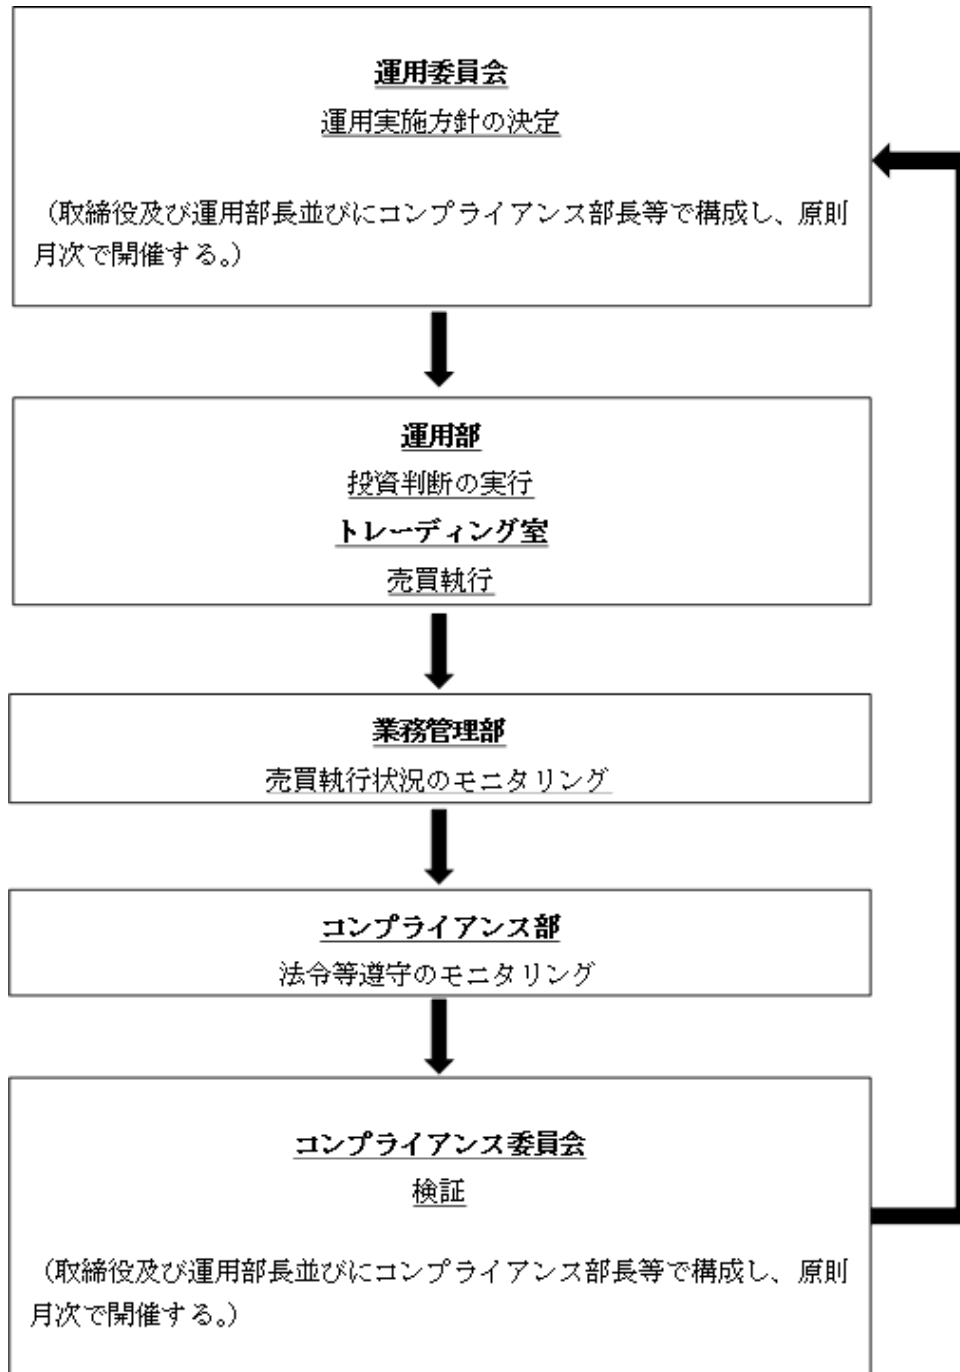 運用委員会
運用実施方針の決定
（取締役及び運用部長並びにコンプライアンス部長等で構成し、原則
月次で開催する。）
運用部
投資判断の実行
トレーディング室
売買執行
業務管理部
売買執行状況のモニタリング
コンプライアンス部
法令等遵守のモニタリング
コンプライアンス委員会
検証
（取締役及び運用部長並びにコンプライアンス部長等で構成し、原則
月次で開催する。）